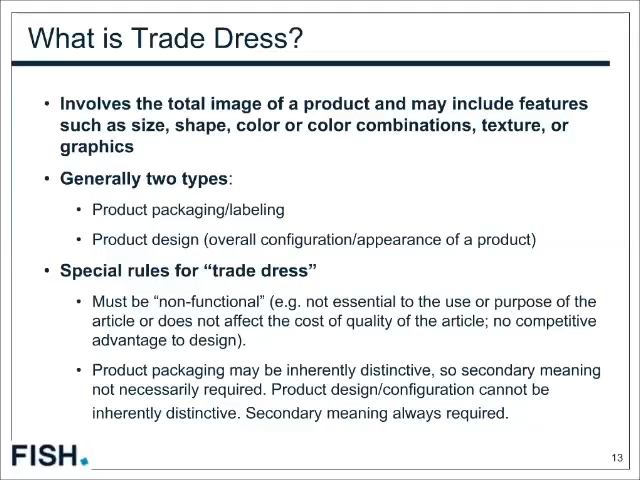 What is Trade Dress?
• Involves the total image of a product and may include features
such as size, shape, color or color combinations, texture, or
graphics
• Generally two types:
• Product packaging/labeling
• Product design (overall configuration/appearance of a product)
• Special rules for “trade dress”
• Must be “non-functional” (e.g. not essential to the use or purpose of the
article or does not affect the cost of quality of the article; no competitive
advantage to design).
• Product packaging may be inherently distinctive, so secondary meaning
not necessarily required. Product design/configuration cannot be
inherently distinctive. Secondary meaning always required.
FISH.
13